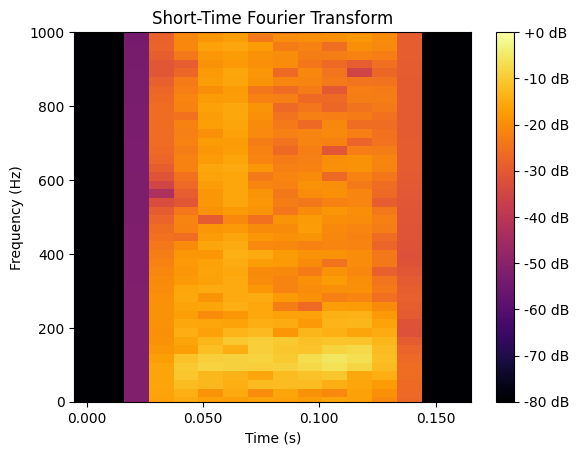 Short-Time Fourier Transform
1000
800
600
400
200
0
Frequency (Hz)
0.000
0.050
0.100
0.150
Time (s)
+0 dB
-10 dB
-20 dB
-30 dB
-40 dB
-50 dB
-60 dB
-70 dB
-80 dB